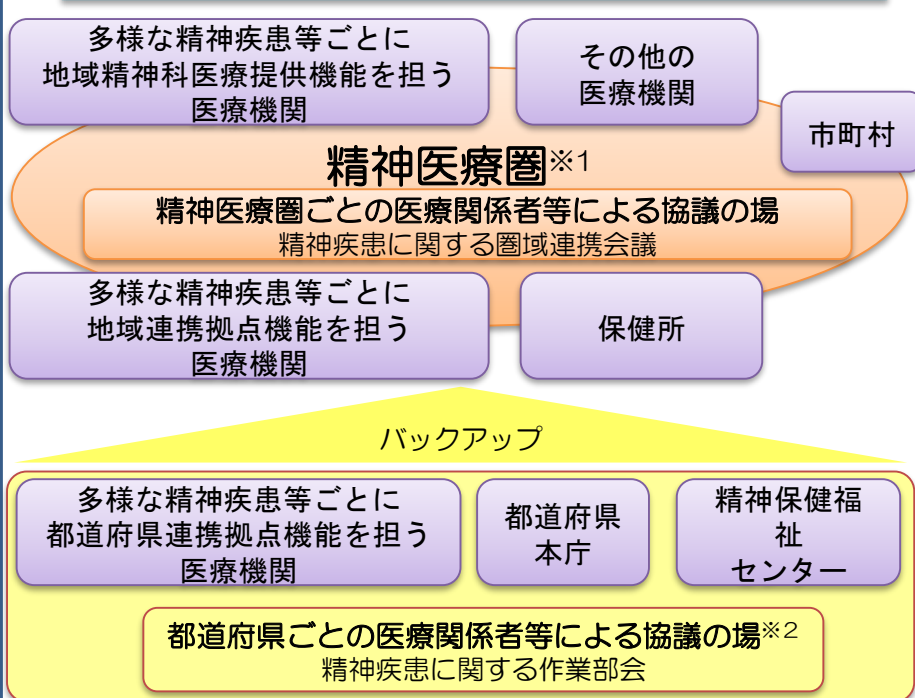 多様な精神疾患等ごとに
地域精神科医療提供機能を担う
医療機関
その他の
医療機関
市町村
精神医療圏※1
精神医療圏ごとの医療関係者等による協議の場
精神疾患に関する圏域連携会議
多様な精神疾患等ごとに
地域連携拠点機能を担う
医療機関
保健所
バックアップ
多様な精神疾患等ごとに
都道府県連携拠点機能を担う
医療機関
都道府県
本庁
精神保健福
祉
センター
都道府県ごとの医療関係者等による協議の場※2
精神疾患に関する作業部会